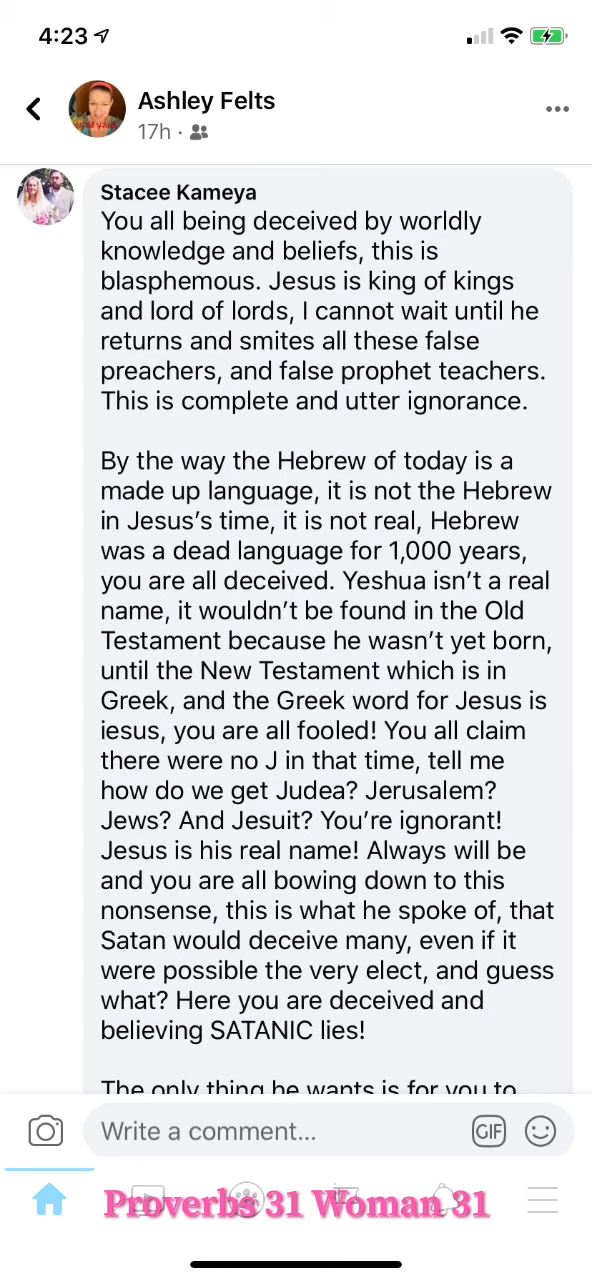 4:23
Ashley Felts
17h ·
Stacee Kameya
You all being deceived by worldly
knowledge and beliefs, this is
blasphemous. Jesus is king of kings
and lord of lords, I cannot wait until he
returns and smites all these false
preachers, and false prophet teachers.
This is complete and utter ignorance.
By the way the Hebrew of today is a
made up language, it is not the Hebrew
in Jesus's time, it is not real, Hebrew
was a dead language for 1,000 years,
you are all deceived. Yeshua isn't a real
name, it wouldn't be found in the Old
Testament because he wasn't yet born,
until the New Testament which is in
Greek, and the Greek word for Jesus is
iesus, you are all fooled! You all claim
there were no J in that time, tell me
how do we get Judea? Jerusalem?
Jews? And Jesuit? You're ignorant!
Jesus is his real name! Always will be
and you are all bowing down to this
nonsense, this is what he spoke of, that
Satan would deceive many, even if it
were possible the very elect, and guess
what? Here you are deceived and
believing SATANIC lies!
The only thing he wants is for you to
Write a comment...
GIF
Proverbs 31 Woman 31